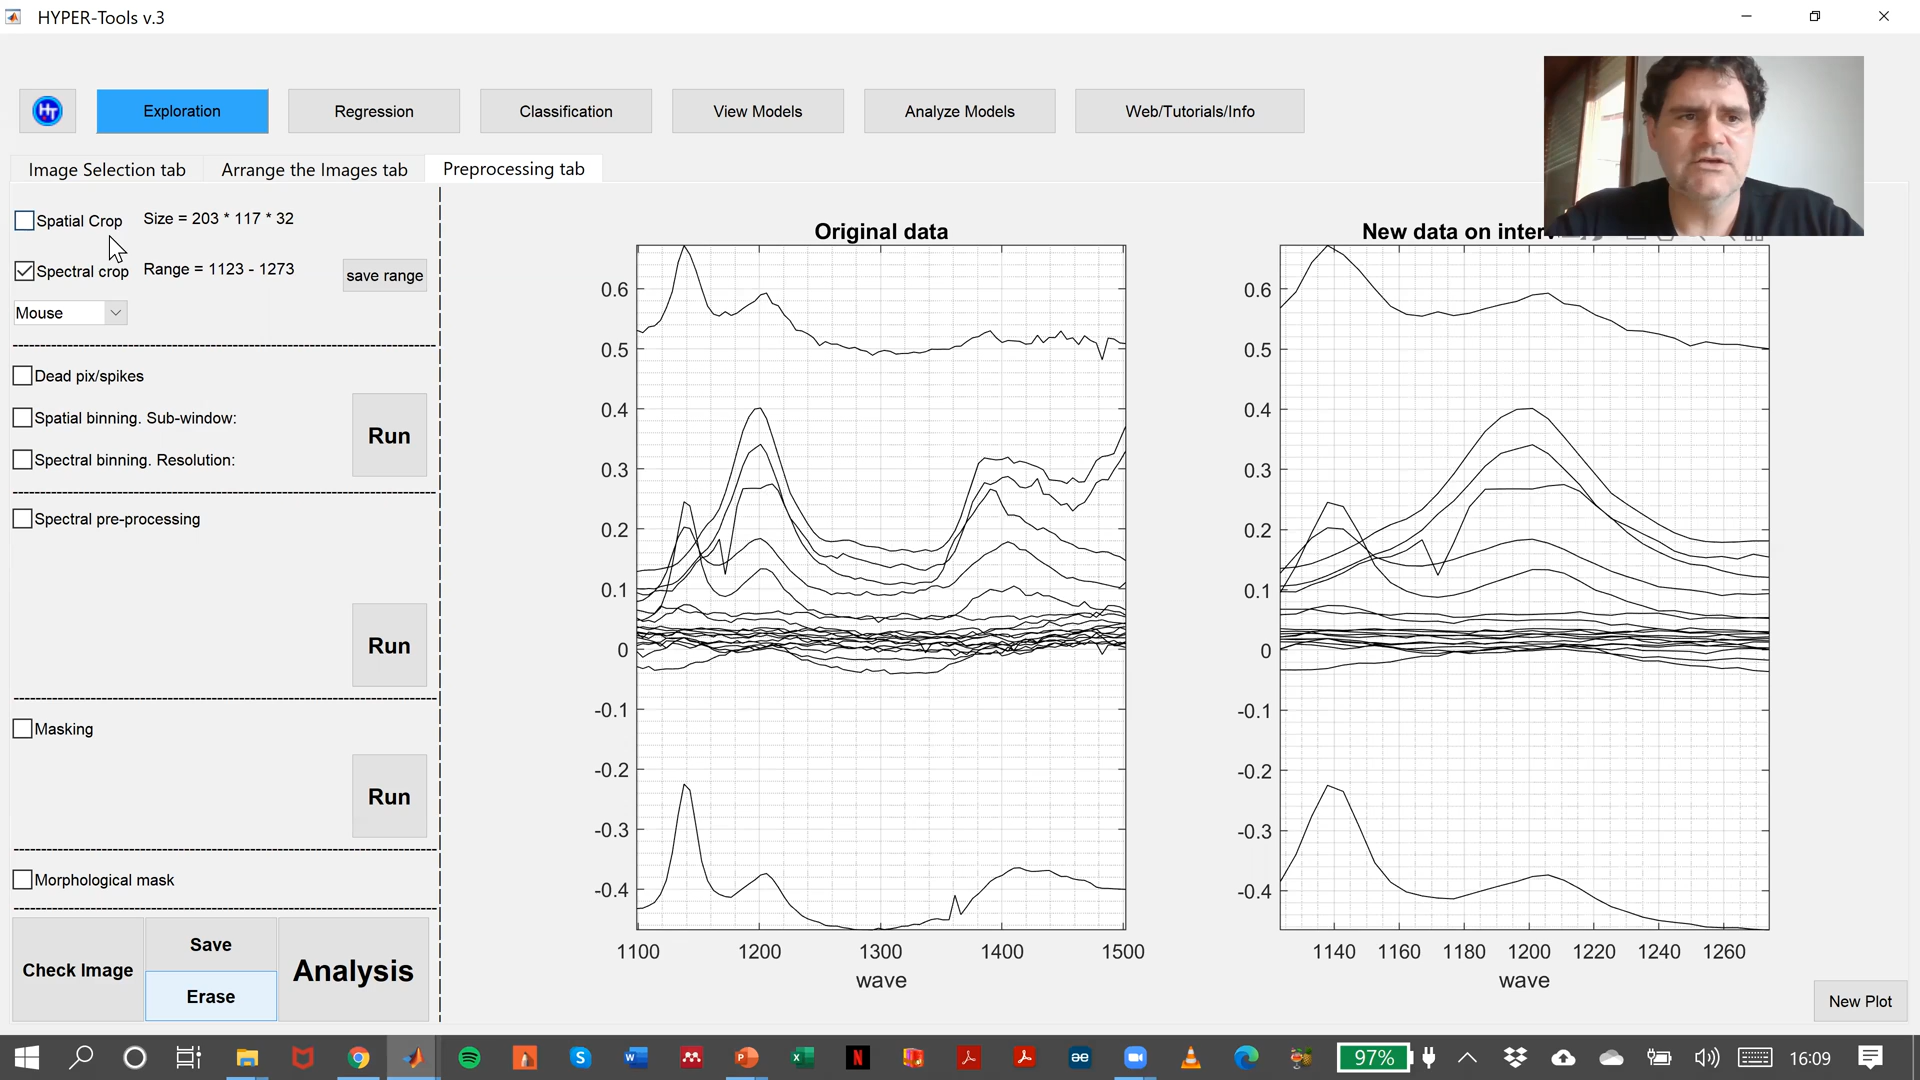 HYPER-Tools v.3
HT
Exploration
Regression
Classification
View Models
Analyze Models
Web/Tutorials/Info
Image Selection tab
Arrange the Images tab
Preprocessing tab
Spatial Crop
Size = 203 * 117 * 32
Spectral crop
Range = 1123 - 1273
save range
Mouse
Dead pix/spikes
Spatial binning. Sub-window:
Spectral binning. Resolution:
Run
Spectral pre-processing
Run
Masking
Run
Morphological mask
Check Image
Save
Erase
Analysis
Original data
0.6
0.5
0.4
0.3
0.2
0.1
0
-0.1
-0.2
-0.3
-0.4
1100 1200 1300 1400 1500
wave
New data on inter
0.6
0.5
0.4
0.3
0.2
0.1
0
-0.1
-0.2
-0.3
-0.4
1140 1160 1180 1200 1220 1240 1260
wave
New Plot
97%
16:09